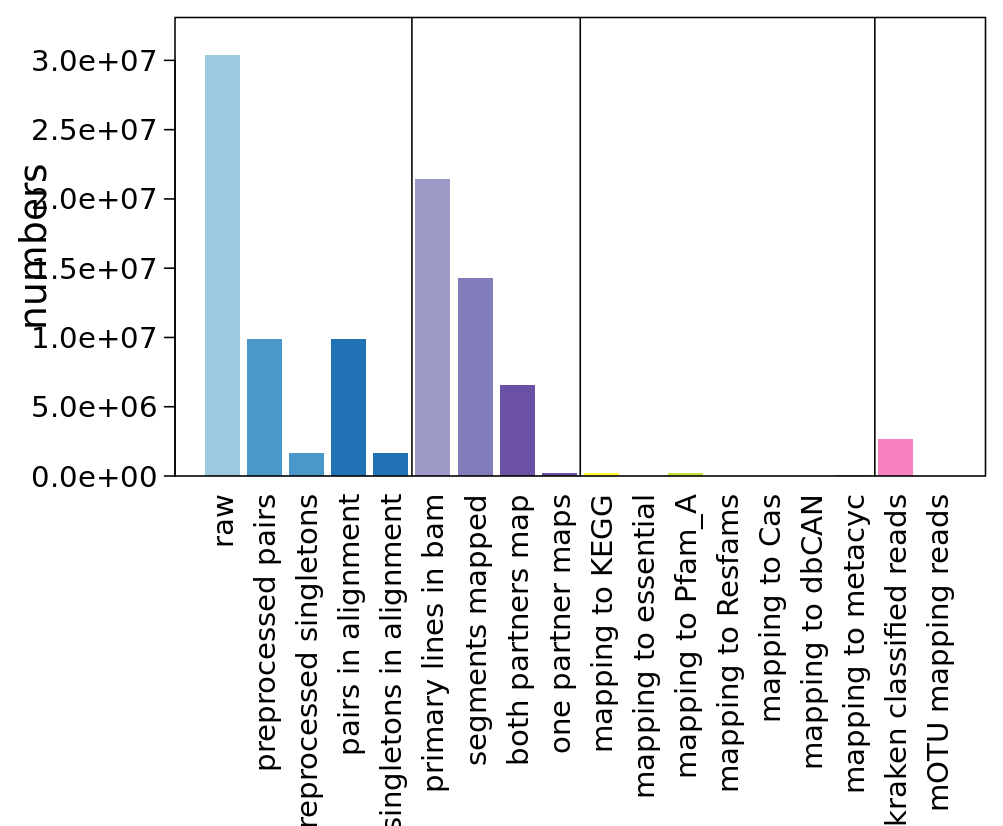 numbers
3.0e+07
2.5e+07
2.0e+07
1.5e+07
1.0e+07
5.0e+06
0.0e+00
raw
preprocessed pairs
reprocessed singletons
pairs in alignment
singletons in alignment
primary lines in bam
segments mapped
both partners map
one partner maps
mapping to KEGG
mapping to essential
mapping to Pfam_A
mapping to Resfams
mapping to Cas
mapping to dbCAN
mapping to metacyc
kraken classified reads
mOTU mapping reads